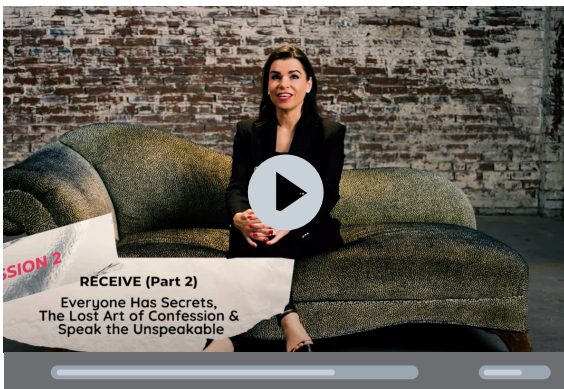 SSION 2
RECEIVE (Part 2)
Everyone Has Secrets,
The Lost Art of Confession &
Speak the Unspeakable